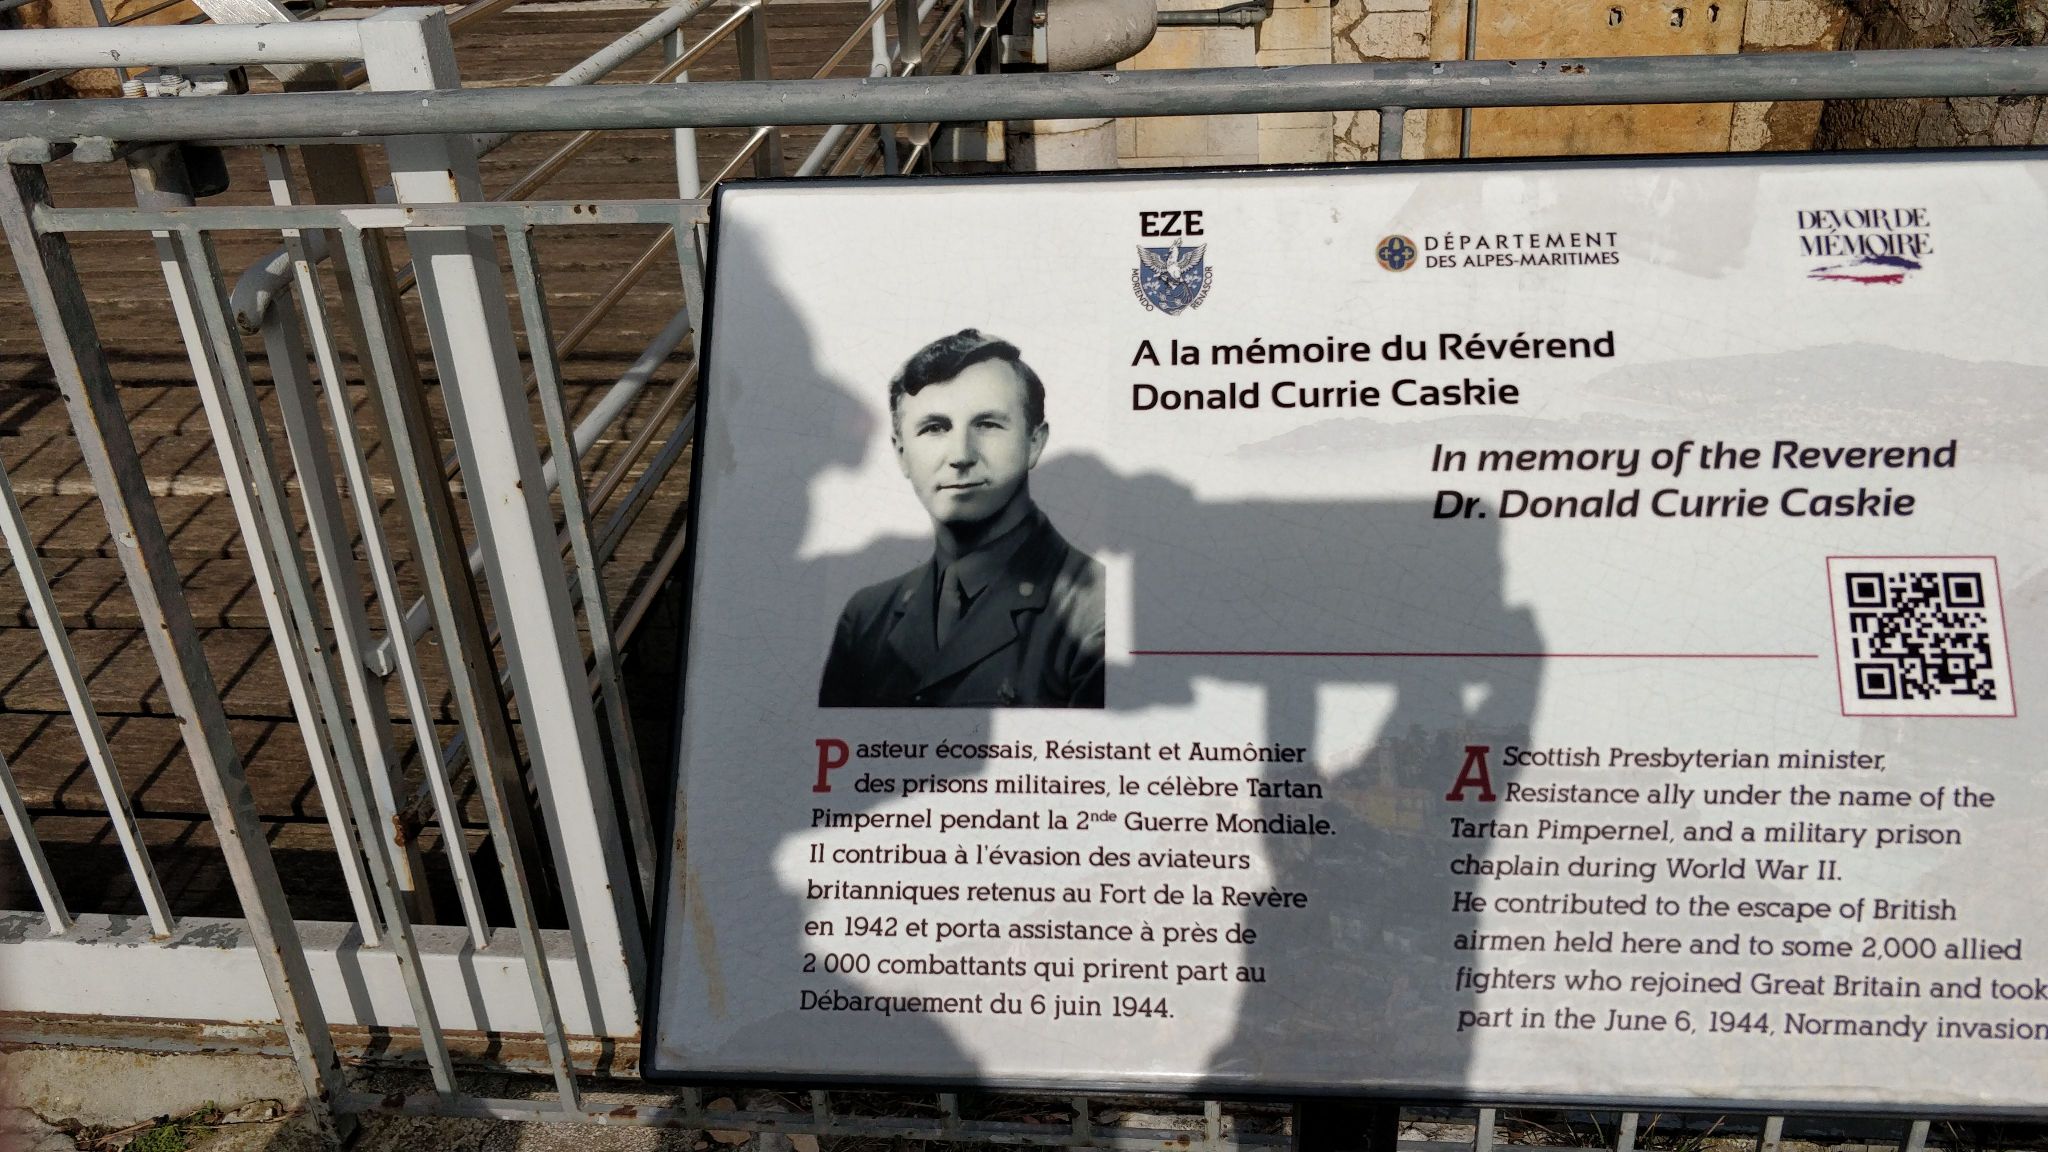 EZE
MORIENDO RENASCOR
DÉPARTEMENT
DES ALPES-MARITIMES
DEVOIR DE
MÉMOIRE
A la mémoire du Révérend
Donald Currie Caskie
In memory of the Reverend
Dr. Donald Currie Caskie
Pasteur écossais, Résistant et Aumônier
des prisons militaires, le célèbre Tartan
Pimpernel pendant la 2nde Guerre Mondiale.
Il contribua à l'évasion des aviateurs
britanniques retenus au Fort de la Revère
en 1942 et porta assistance à près de
2 000 combattants qui prirent part au
Débarquement du 6 juin 1944.
A Scottish Presbyterian minister,
Resistance ally under the name of the
Tartan Pimpernel, and a military prison
chaplain during World War II.
He contributed to the escape of British
airmen held here and to some 2,000 allied
fighters who rejoined Great Britain and took
part in the June 6, 1944, Normandy invasion